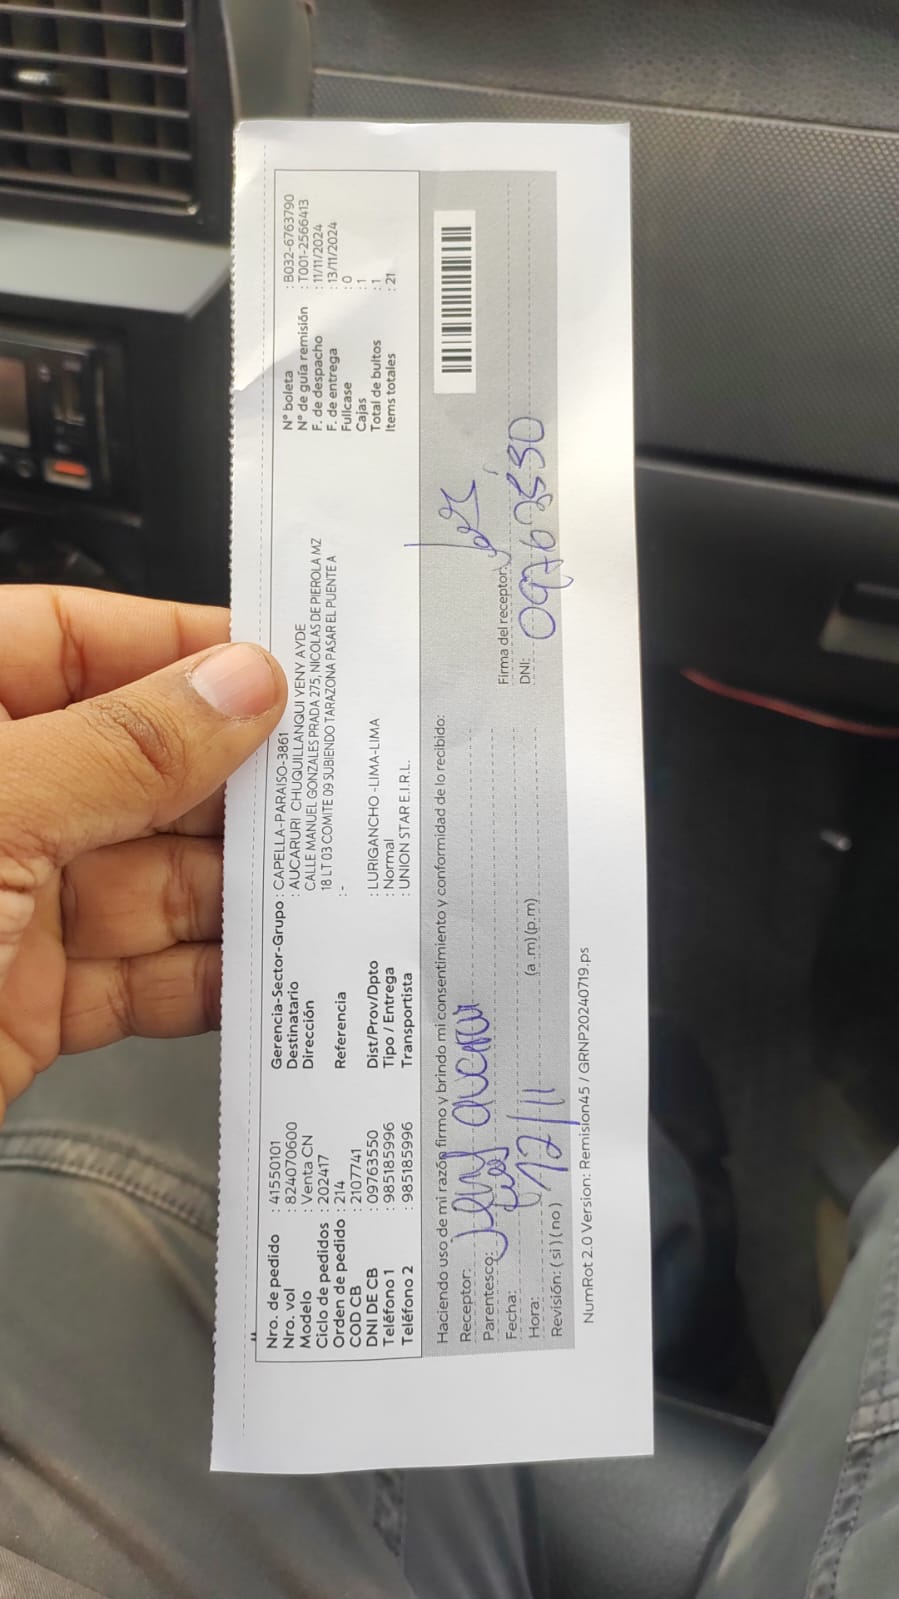 Nro. de pedido : 41550101
Nro. vol : 824070600
Modelo : Venta CN
Ciclo de pedidos : 202417
Orden de pedido : 214
COD CB : 2107741
DNI DE CB : 09763550
Teléfono 1 : 985185996
Teléfono 2 : 985185996
Gerencia-Sector-Grupo : CAPELLA-PARAISO-3861
Destinatario : AUCARURI CHUQUILLANQUI YENY AYDE
Dirección CALLE MANUEL GONZALES PRADA 275, NICOLAS DE PIEROLA MZ
18 LT 03 COMITE 09 SUBIENDO TARAZONA PASAR EL PUENTE A
Referencia :-
Dist/Prov/Dpto : LURIGANCHO -LIMA-LIMA
Tipo / Entrega : Normal
Transportista : UNION STAR E.I.R.L.
N° boleta : B032-6763790
N° de guía remisión : T001-2566413
F. de despacho : 11/11/2024
F. de entrega : 13/11/2024
Fullcase : 0
Cajas : 1
Total de bultos : 1
Items totales : 21
Haciendo uso de mi razón firmo y brindo mi consentimiento y conformidad de lo recibido:
Receptor:
Parentesco:
Fecha: 12/11
Hora: (a .m) (p.m)
Revisión: ( si ) ( no )
Firma del receptor:
DNI: 09763550
NumRot 2.0 Version: Remision45 / GRNP20240719.ps